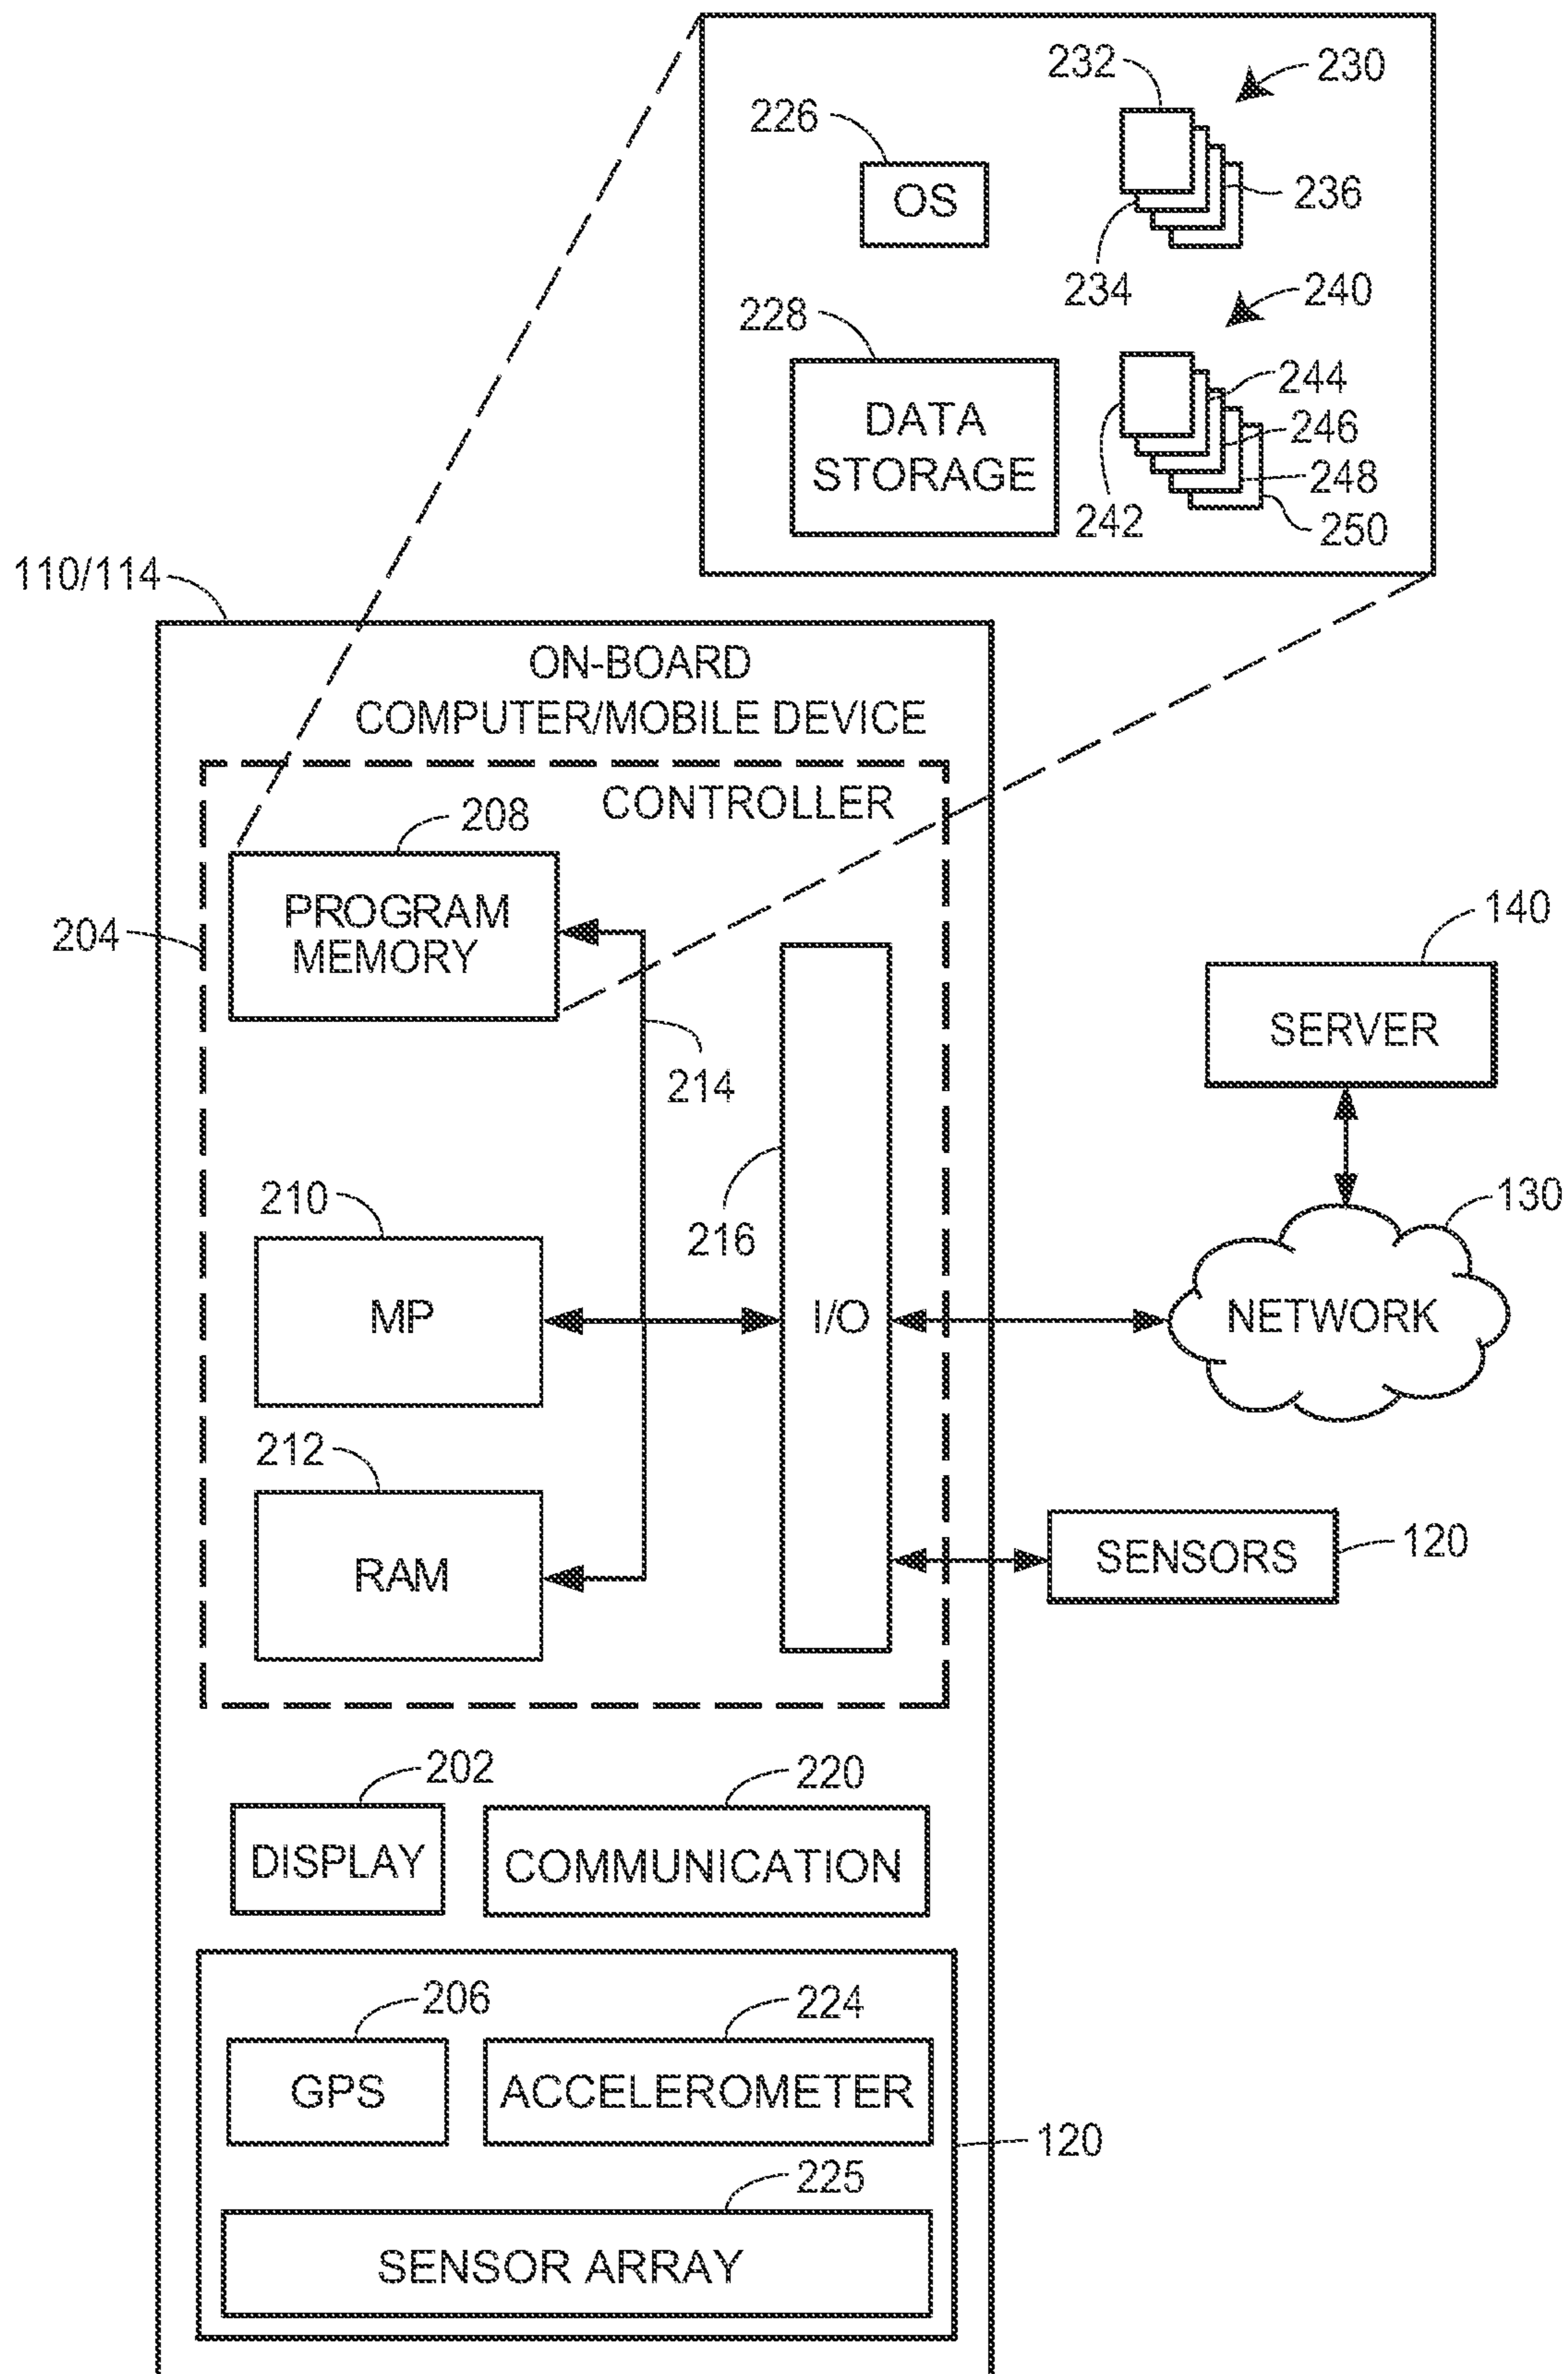 232
230
226
OS
236
234
240
228
244
DATA
STORAGE
246
248
242
250
110/114
ON-BOARD
COMPUTER/MOBILE DEVICE
CONTROLLER
208
PROGRAM
MEMORY
204
140
SERVER
214
210
216
130
MP
I/O
NETWORK
212
RAM
SENSORS
120
202
220
DISPLAY
COMMUNICATION
206
224
GPS
ACCELEROMETER
120
225
SENSOR ARRAY